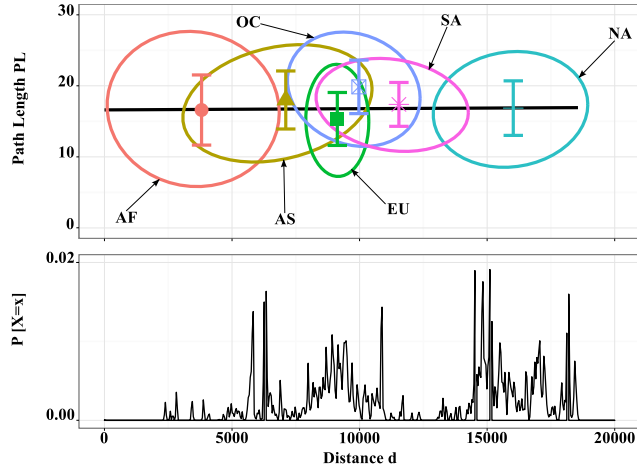 30
20
10
0
Path Length PL
OC
SA
NA
AF
AS
EU
0.02
0.00
P [X=x]
0
5000
10000
15000
20000
Distance d